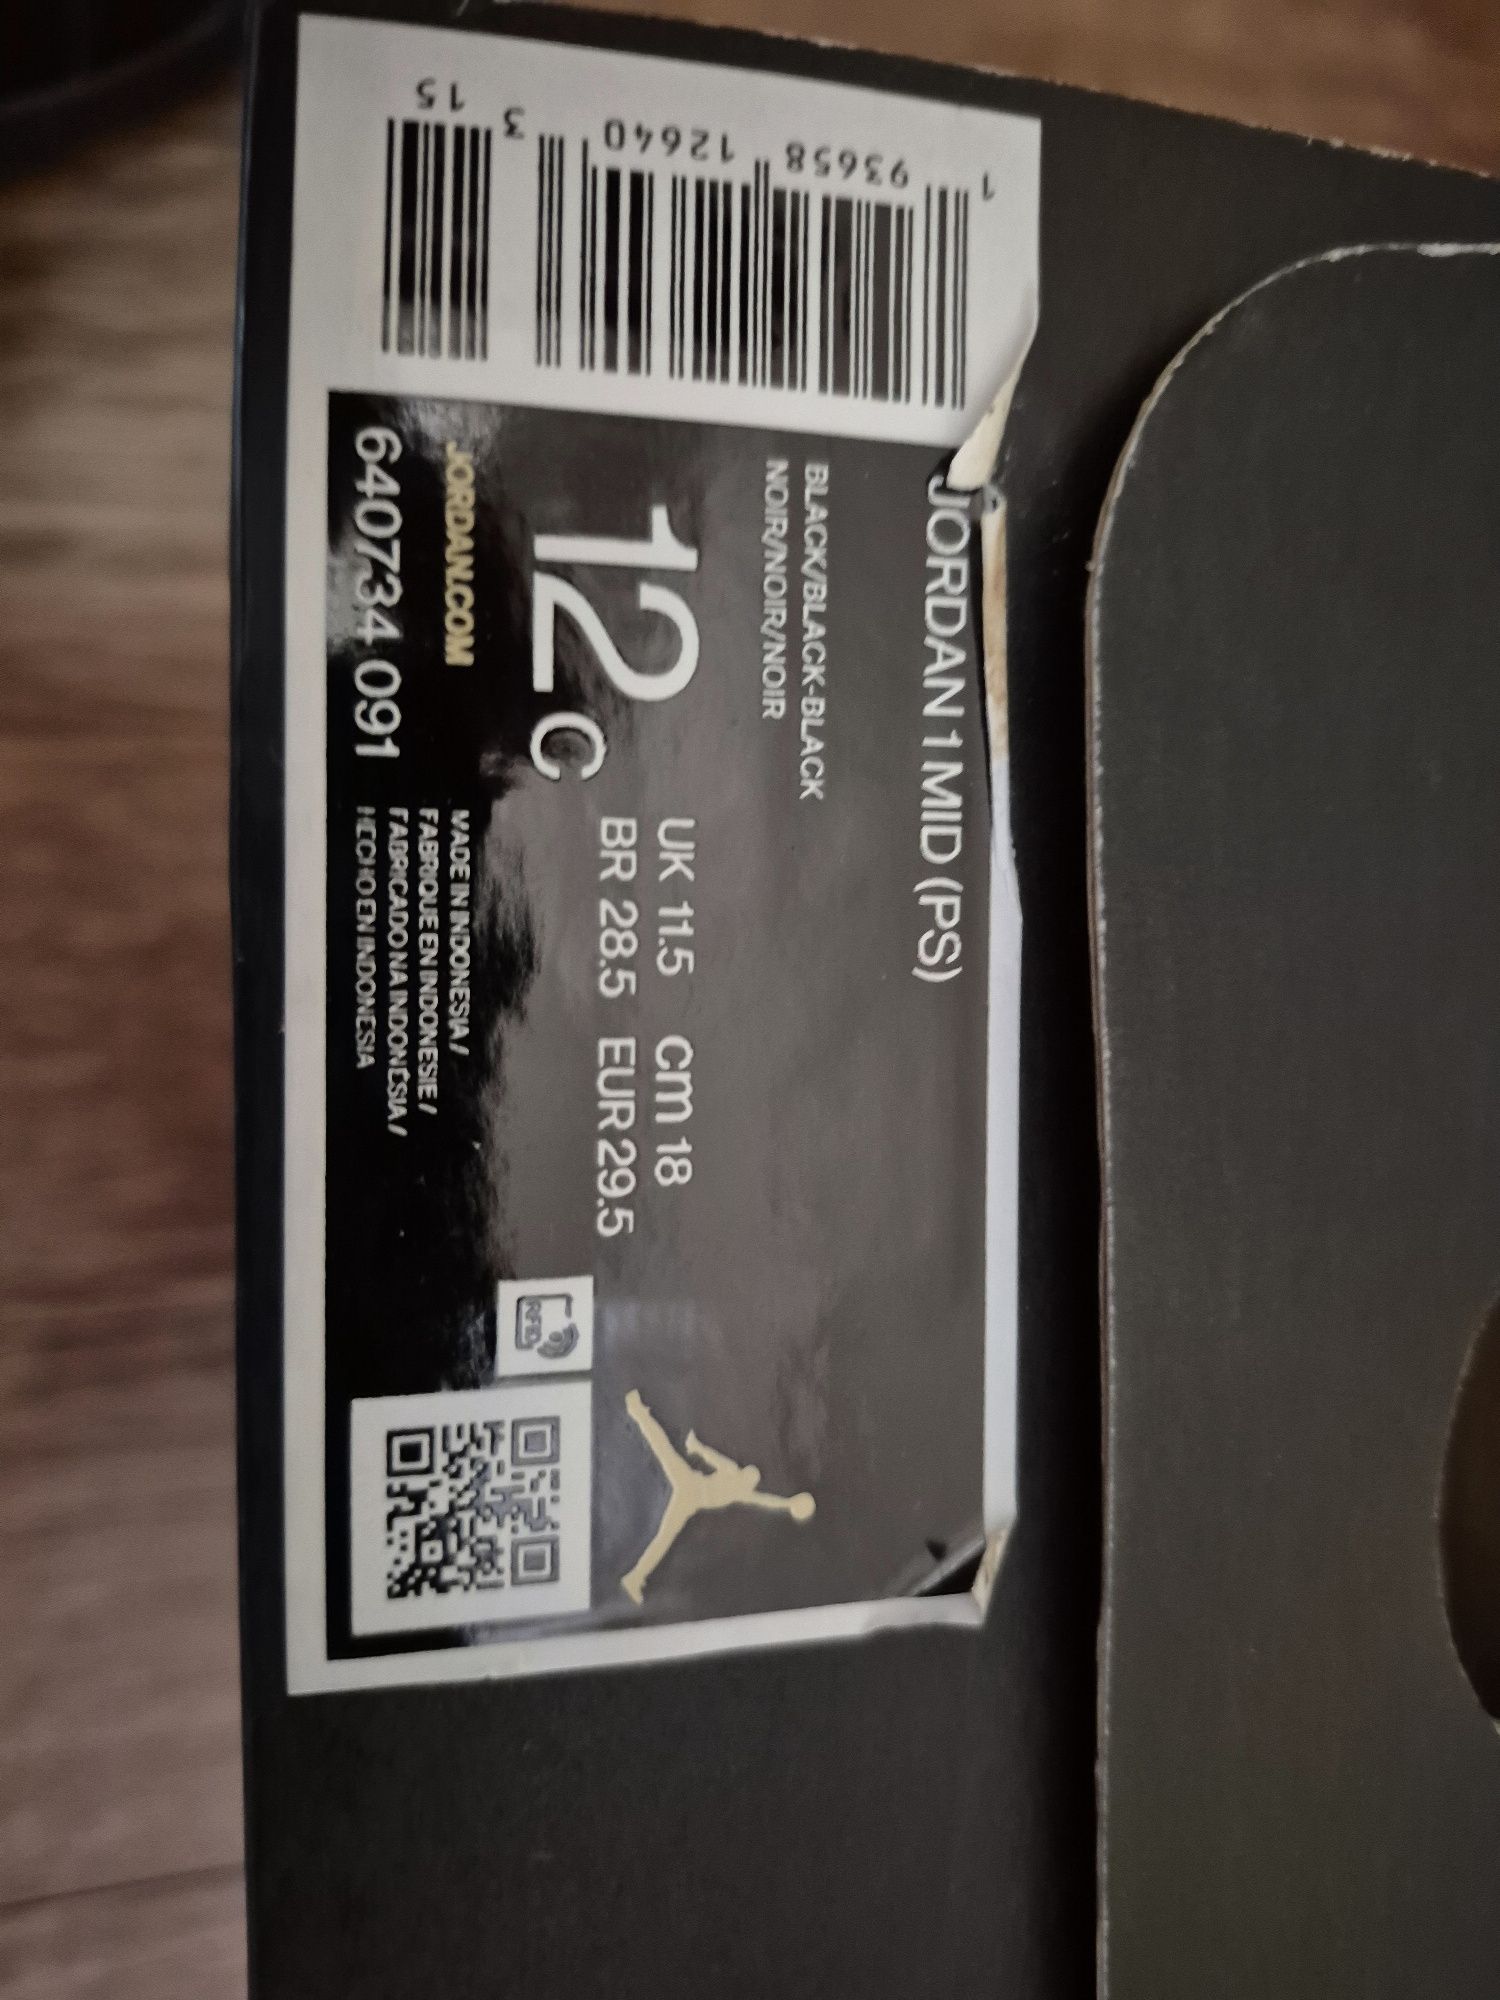 JORDAN 1 MID (PS)
BLACK/BLACK-BLACK
NOIR/NOIR/NOIR
12 C
UK 11.5 cm 18
BR 28.5 EUR 29.5
JORDAN.COM
640734 091
MADE IN INDONESIA /
FABRIQUE EN INDONESIE /
FABRICADO NA INDONÉSIA /
HECHO EN INDONESIA
RFID
1 93658 12640 3 15